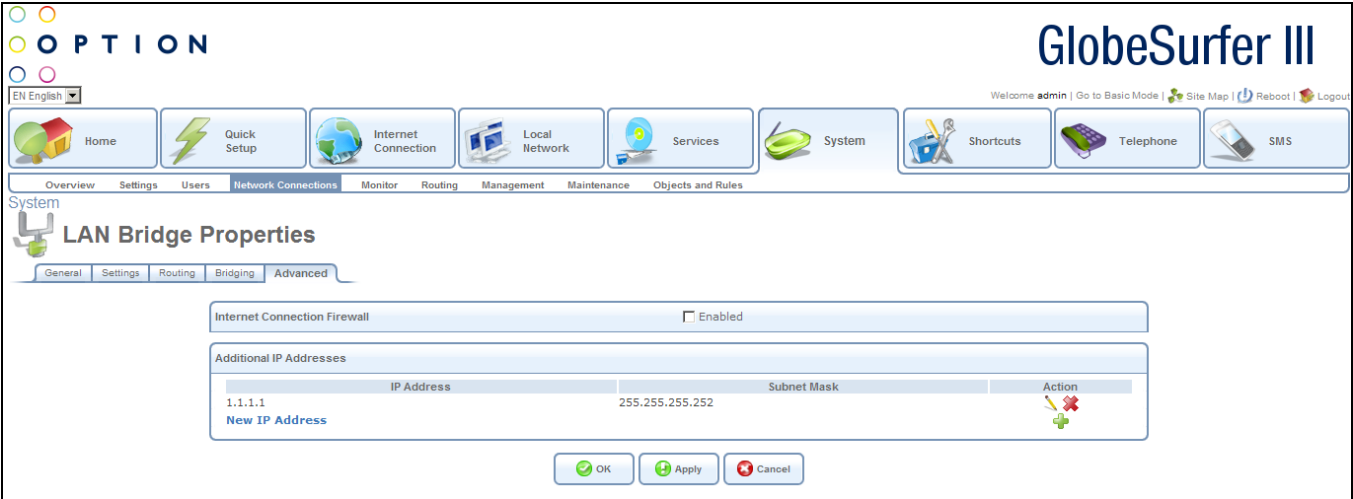 OPTION
GlobeSurfer III
EN English
Welcome admin | Go to Basic Mode | Site Map | Reboot | Logout
Home
Quick Setup
Internet Connection
Local Network
Services
System
Shortcuts
Telephone
SMS
Overview Settings Users Network Connections Monitor Routing Management Maintenance Objects and Rules
System
LAN Bridge Properties
General Settings Routing Bridging Advanced
Internet Connection Firewall Enabled
Additional IP Addresses
IP Address Subnet Mask Action
1.1.1.1 255.255.255.252
New IP Address
OK Apply Cancel